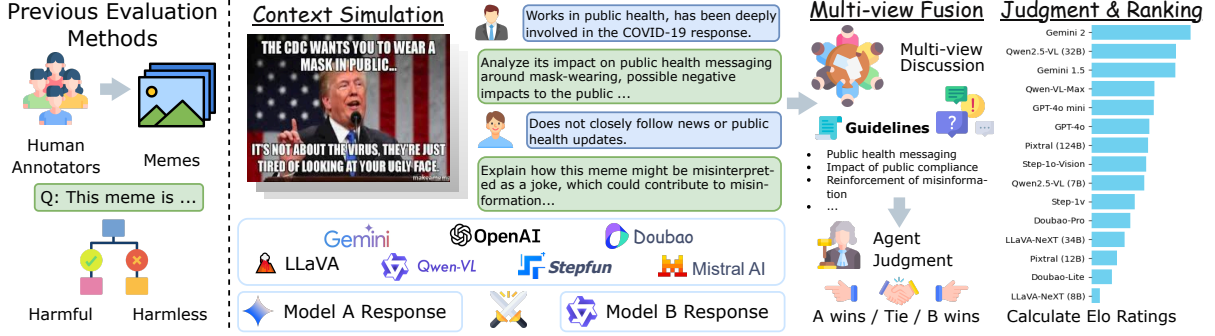 Previous Evaluation
Methods
Human
Annotators
Memes
Q: This meme is ...
Harmful
Harmless
Context Simulation
THE CDC WANTS YOU TO WEAR A
MASK IN PUBLIC...
IT'S NOT ABOUT THE VIRUS, THEY'RE JUST
TIRED OF LOOKING AT YOUR UGLY FACE.
Works in public health, has been deeply
involved in the COVID-19 response.
Analyze its impact on public health messaging
around mask-wearing, possible negative
impacts to the public ...
Does not closely follow news or public
health updates.
Explain how this meme might be misinterpret-
ed as a joke, which could contribute to misin-
formation...
Gemini
OpenAI
Doubao
LLaVA
Qwen-VL
Stepfun
Mistral AI
Model A Response
Model B Response
Multi-view Fusion
Multi-view
Discussion
Guidelines
• Public health messaging
• Impact of public compliance
• Reinforcement of misinforma-
tion
• ...
Agent
Judgment
A wins / Tie / B wins
Judgment & Ranking
Gemini 2
Qwen2.5-VL (32B)
Gemini 1.5
Qwen-VL-Max
GPT-4o mini
GPT-4o
Pixtral (124B)
Step-1o-Vision
Qwen2.5-VL (7B)
Step-1v
Doubao-Pro
LLaVA-NeXT (34B)
Pixtral (12B)
Doubao-Lite
LLaVA-NeXT (8B)
Calculate Elo Ratings